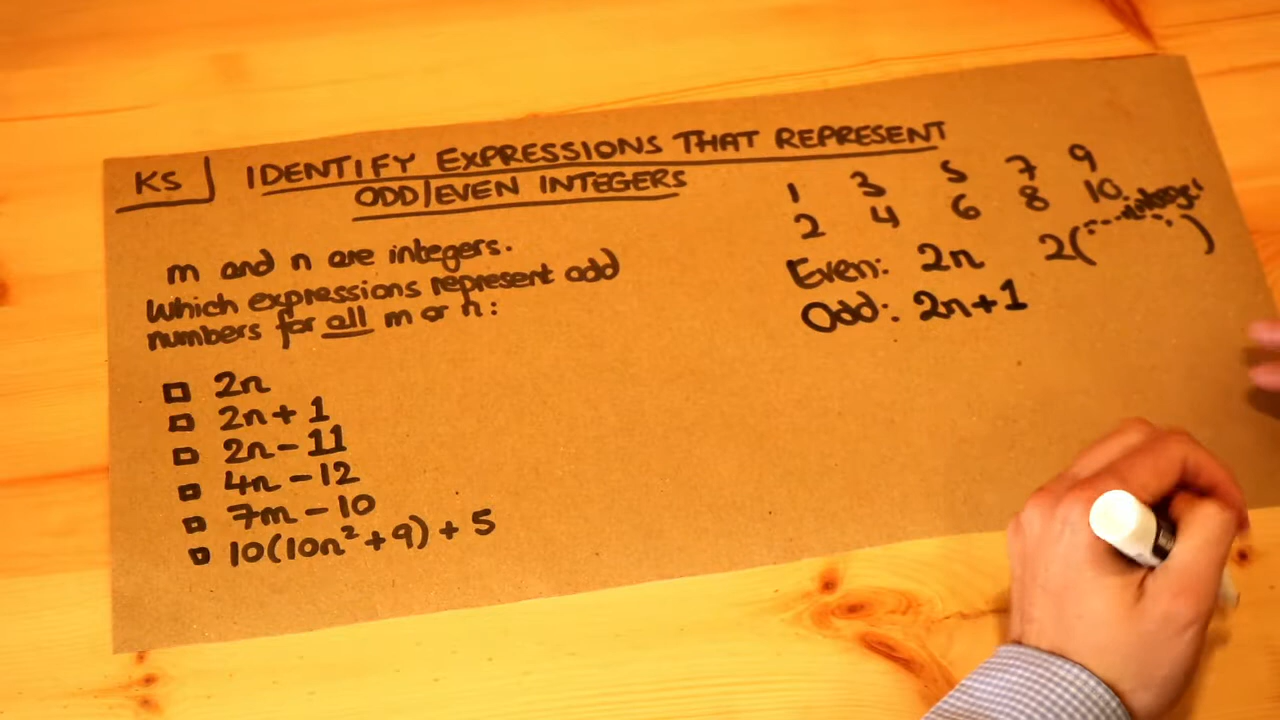 KS
IDENTIFY EXPRESSIONS THAT REPRESENT
ODD/EVEN INTEGERS
m and n are integers.
Which expressions represent odd
numbers for all m or n:
□ 2n
□ 2n + 1
□ 2n - 11
□ 4n - 12
□ 7m - 10
□ 10(10n² + 9) + 5
1 3 5 7 9
2 4 6 8 10
Even: 2n 2( )
Odd: 2n+1